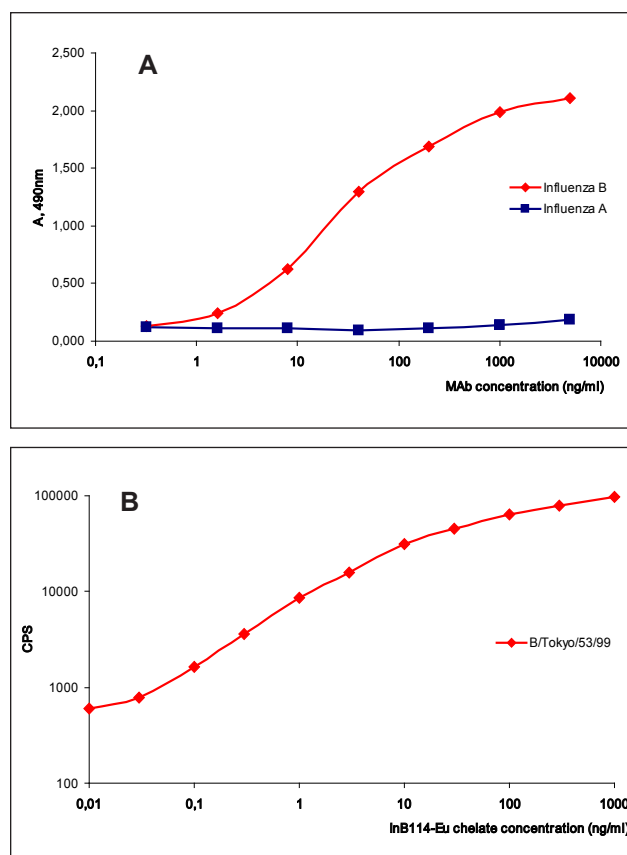 A
2,500
2,000
1,500
1,000
0,500
0,000
A, 490nm
0,1 1 10 100 1000 10000
MAb concentration (ng/ml)
Influenza B
Influenza A
B
100000
10000
1000
100
CPS
0,01 0,1 1 10 100 1000
InB114-Eu chelate concentration (ng/ml)
B/Tokyo/53/99